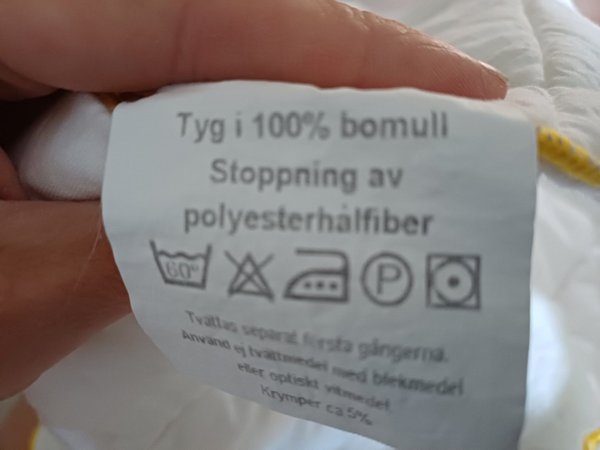 Tyg i 100% bomull
Stoppning av
polyesterhålfiber
60°
P
Tvättas separat första gångerna.
Använd ej tvättmedel med blekmedel
eller optiskt vitmedel
Krymper ca 5%